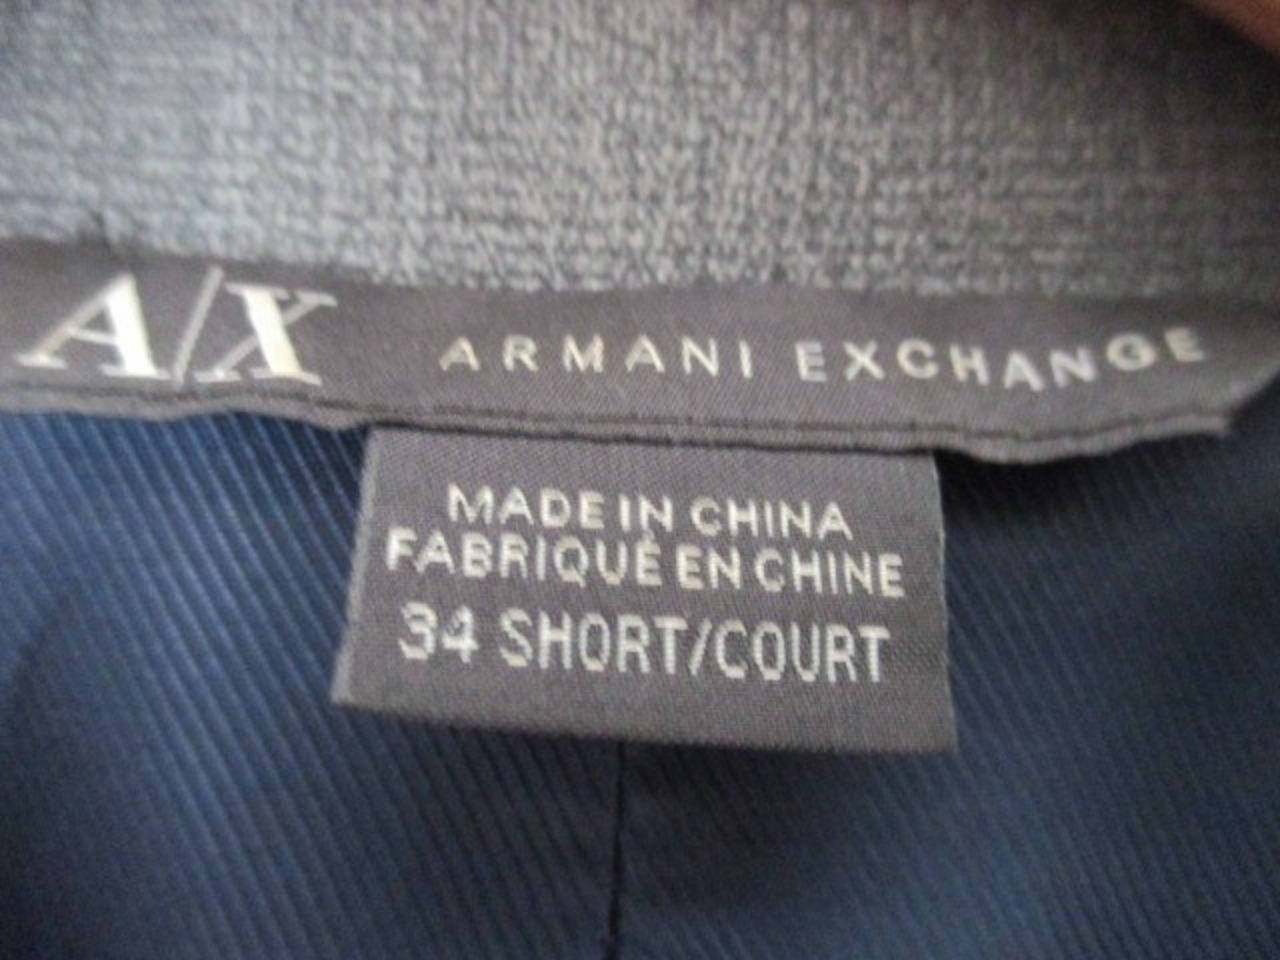 A/X ARMANI EXCHANGE
MADE IN CHINA
FABRIQUÉ EN CHINE
34 SHORT/COURT